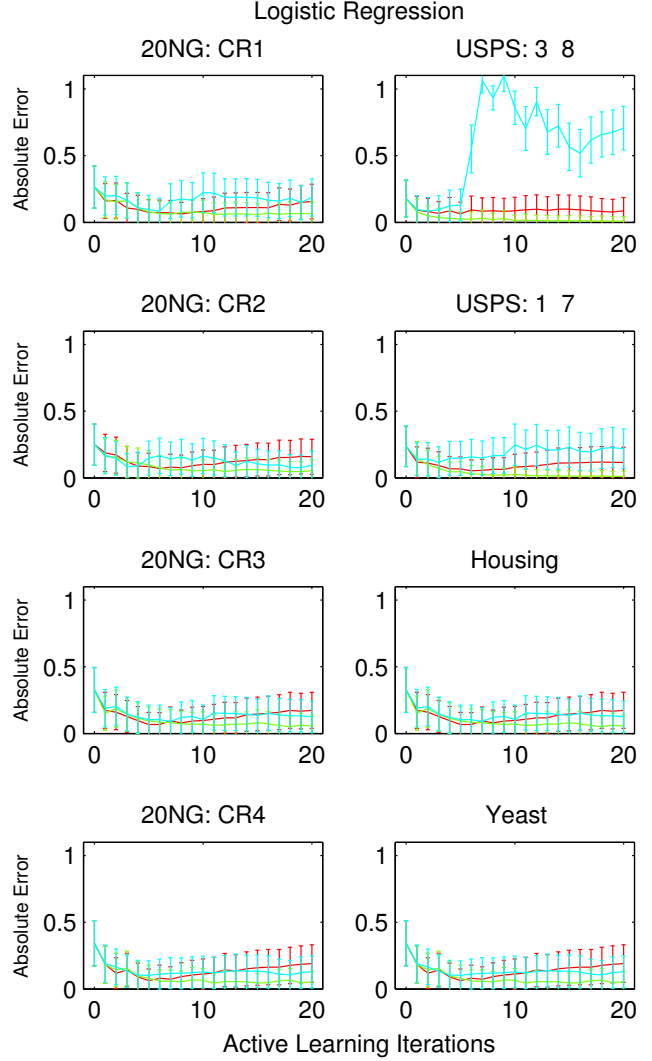 Logistic Regression
20NG: CR1
USPS: 3 8
Absolute Error
1
0.5
0
0 10 20
1
0.5
0
0 10 20
20NG: CR2
USPS: 1 7
Absolute Error
1
0.5
0
0 10 20
1
0.5
0
0 10 20
20NG: CR3
Housing
Absolute Error
1
0.5
0
0 10 20
1
0.5
0
0 10 20
20NG: CR4
Yeast
Absolute Error
1
0.5
0
0 10 20
1
0.5
0
0 10 20
Active Learning Iterations